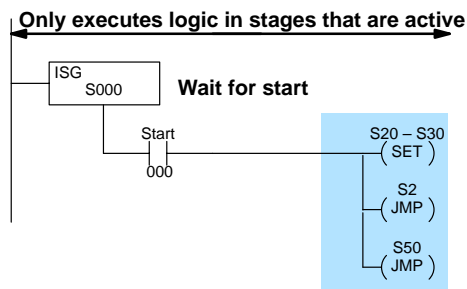 Only executes logic in stages that are active
ISG
S000
Wait for start
Start
000
S20 – S30
SET
S2
JMP
S50
JMP